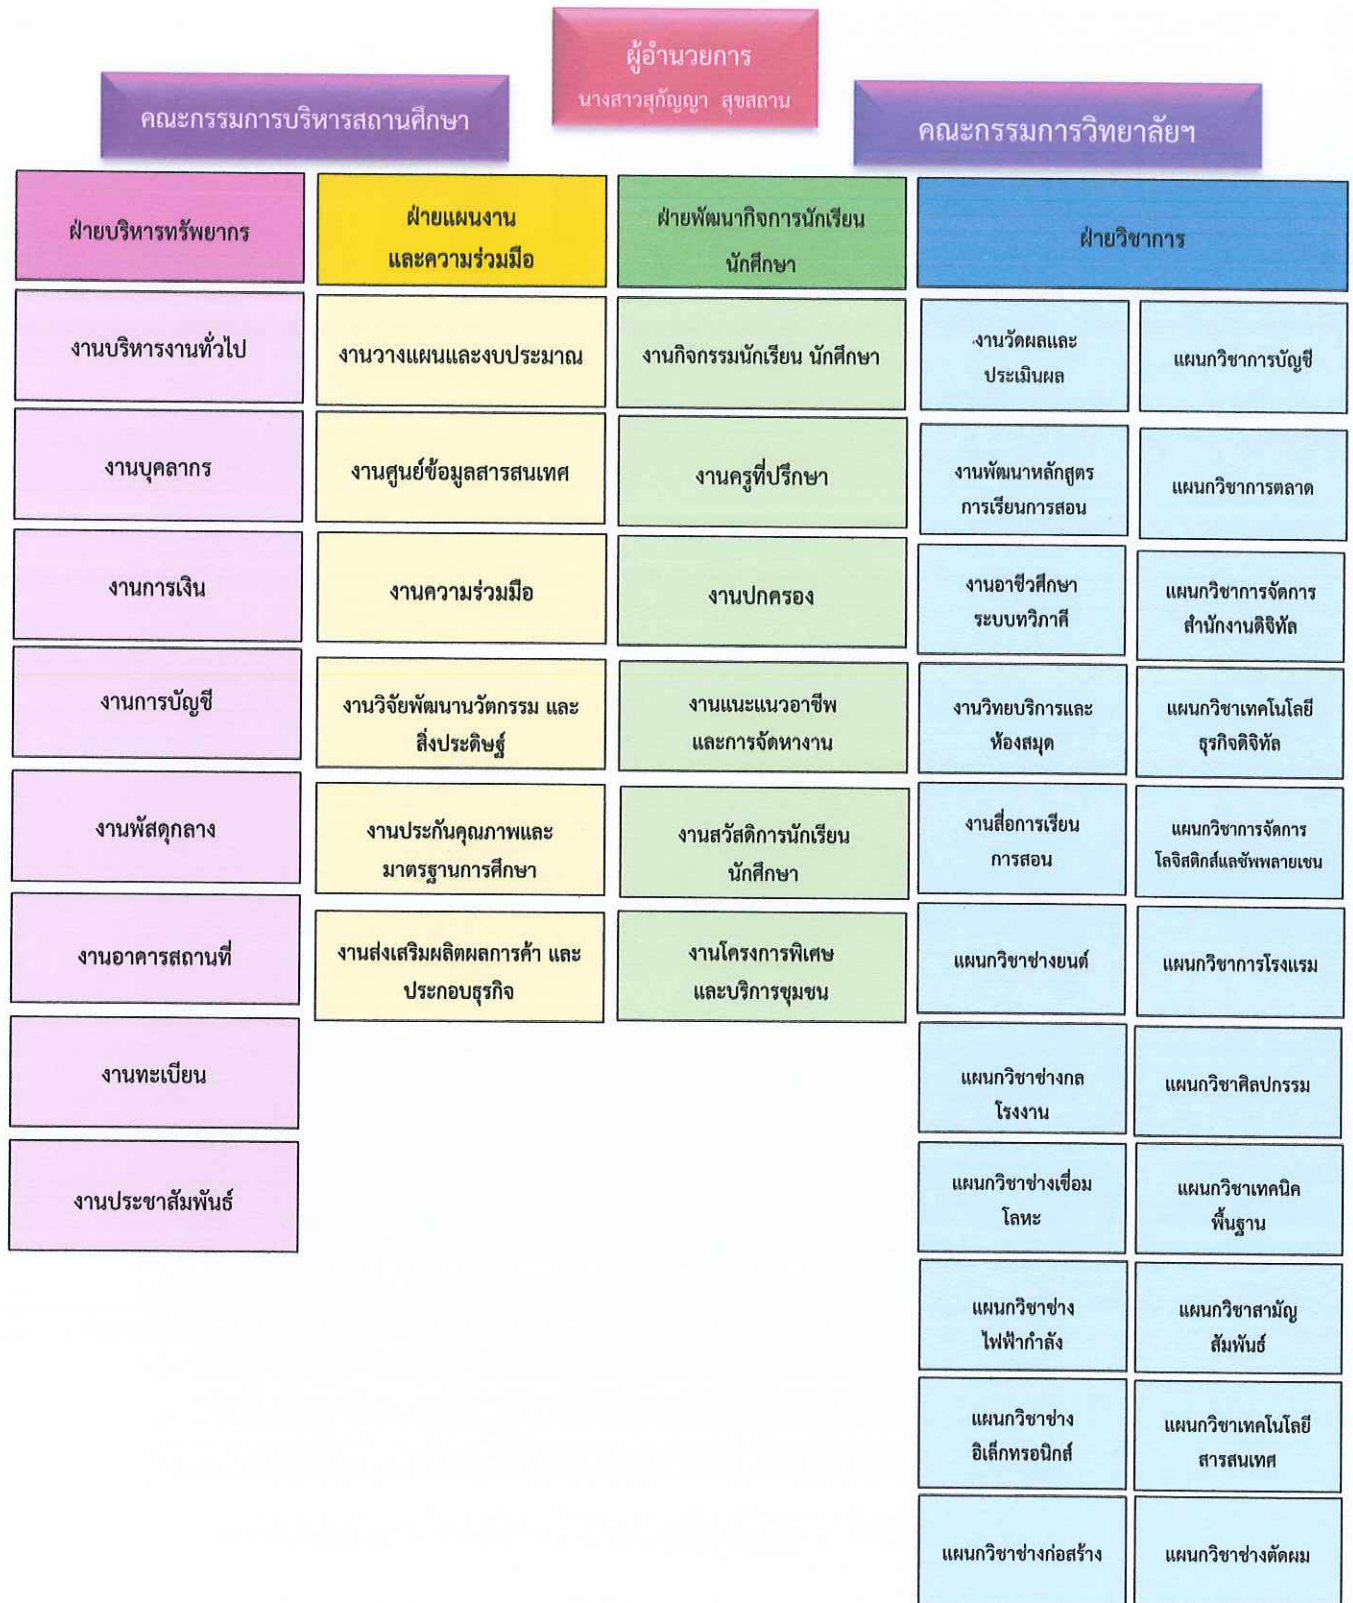 ผู้อำนวยการ
นางสาวสุกัญญา สุขสถาน
คณะกรรมการบริหารสถานศึกษา
คณะกรรมการวิทยาลัยฯ
ฝ่ายบริหารทรัพยากร
งานบริหารงานทั่วไป
งานบุคลากร
งานการเงิน
งานการบัญชี
งานพัสดุกลาง
งานอาคารสถานที่
งานทะเบียน
งานประชาสัมพันธ์
ฝ่ายแผนงาน
และความร่วมมือ
งานวางแผนและงบประมาณ
งานศูนย์ข้อมูลสารสนเทศ
งานความร่วมมือ
งานวิจัยพัฒนานวัตกรรม และ
สิ่งประดิษฐ์
งานประกันคุณภาพและ
มาตรฐานการศึกษา
งานส่งเสริมผลิตผลการค้า และ
ประกอบธุรกิจ
ฝ่ายพัฒนากิจการนักเรียน
นักศึกษา
งานกิจกรรมนักเรียน นักศึกษา
งานครูที่ปรึกษา
งานปกครอง
งานแนะแนวอาชีพ
และการจัดหางาน
งานสวัสดิการนักเรียน
นักศึกษา
งานโครงการพิเศษ
และบริการชุมชน
ฝ่ายวิชาการ
งานวัดผลและ
ประเมินผล
งานพัฒนาหลักสูตร
การเรียนการสอน
งานอาชีวศึกษา
ระบบทวิภาคี
งานวิทยบริการและ
ห้องสมุด
งานสื่อการเรียน
การสอน
แผนกวิชาช่างยนต์
แผนกวิชาช่างกล
โรงงาน
แผนกวิชาช่างเชื่อม
โลหะ
แผนกวิชาช่าง
ไฟฟ้ากำลัง
แผนกวิชาช่าง
อิเล็กทรอนิกส์
แผนกวิชาช่างก่อสร้าง
แผนกวิชาการบัญชี
แผนกวิชาการตลาด
แผนกวิชาการจัดการ
สำนักงานดิจิทัล
แผนกวิชาเทคโนโลยี
ธุรกิจดิจิทัล
แผนกวิชาการจัดการ
โลจิสติกส์แลซัพพลายเชน
แผนกวิชาการโรงแรม
แผนกวิชาศิลปกรรม
แผนกวิชาเทคนิค
พื้นฐาน
แผนกวิชาสามัญ
สัมพันธ์
แผนกวิชาเทคโนโลยี
สารสนเทศ
แผนกวิชาช่างตัดผม